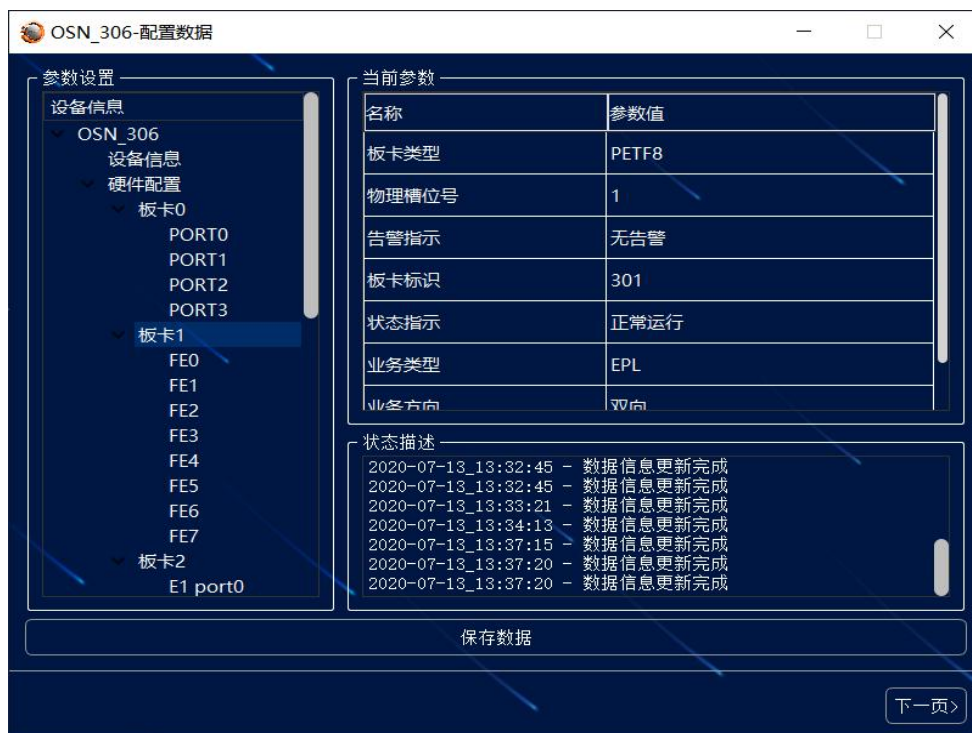 OSN_306-配置数据
参数设置
设备信息
OSN_306
设备信息
硬件配置
板卡0
PORT0
PORT1
PORT2
PORT3
板卡1
FE0
FE1
FE2
FE3
FE4
FE5
FE6
FE7
板卡2
E1 port0
当前参数
名称 参数值
板卡类型 PETF8
物理槽位号 1
告警指示 无告警
板卡标识 301
状态指示 正常运行
业务类型 EPL
业务方向 双向
状态描述
2020-07-13_13:32:45 - 数据信息更新完成
2020-07-13_13:32:45 - 数据信息更新完成
2020-07-13_13:33:21 - 数据信息更新完成
2020-07-13_13:34:13 - 数据信息更新完成
2020-07-13_13:37:15 - 数据信息更新完成
2020-07-13_13:37:20 - 数据信息更新完成
2020-07-13_13:37:20 - 数据信息更新完成
保存数据
下一页>